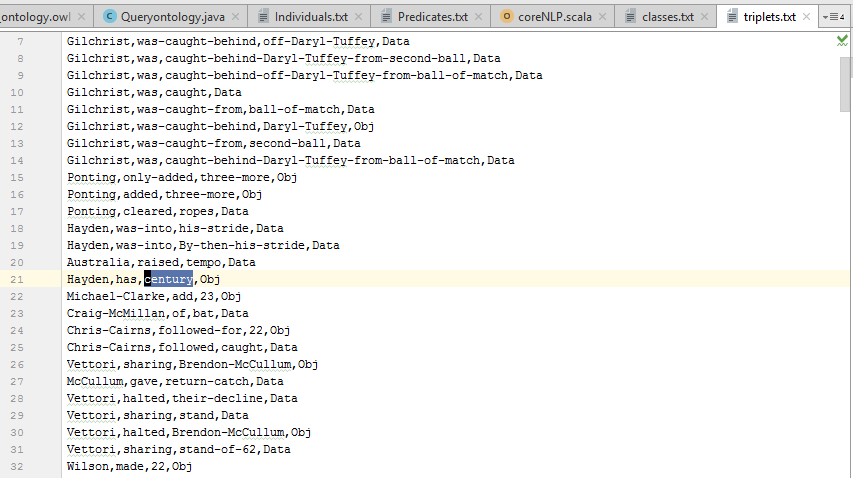 _ontology.owl Queryontology.java Individuals.txt Predicates.txt coreNLP.scala classes.txt triplets.txt 4
7 Gilchrist,was-caught-behind,off-Daryl-Tuffey,Data
8 Gilchrist,was-caught-behind-Daryl-Tuffey-from-second-ball,Data
9 Gilchrist,was-caught-behind-off-Daryl-Tuffey-from-ball-of-match,Data
10 Gilchrist,was,caught,Data
11 Gilchrist,was-caught-from,ball-of-match,Data
12 Gilchrist,was-caught-behind,Daryl-Tuffey,Obj
13 Gilchrist,was-caught-from,second-ball,Data
14 Gilchrist,was,caught-behind-Daryl-Tuffey-from-ball-of-match,Data
15 Ponting,only-added,three-more,Obj
16 Ponting,added,three-more,Obj
17 Ponting,cleared,ropes,Data
18 Hayden,was-into,his-stride,Data
19 Hayden,was-into,By-then-his-stride,Data
20 Australia,raised,tempo,Data
21 Hayden,has,century,Obj
22 Michael-Clarke,add,23,Obj
23 Craig-McMillan,of,bat,Data
24 Chris-Cairns,followed-for,22,Obj
25 Chris-Cairns,followed,caught,Data
26 Vettori,sharing,Brendon-McCullum,Obj
27 McCullum,gave,return-catch,Data
28 Vettori,halted,their-decline,Data
29 Vettori,sharing,stand,Data
30 Vettori,halted,Brendon-McCullum,Obj
31 Vettori,sharing,stand-of-62,Data
32 Wilson,made,22,Obj